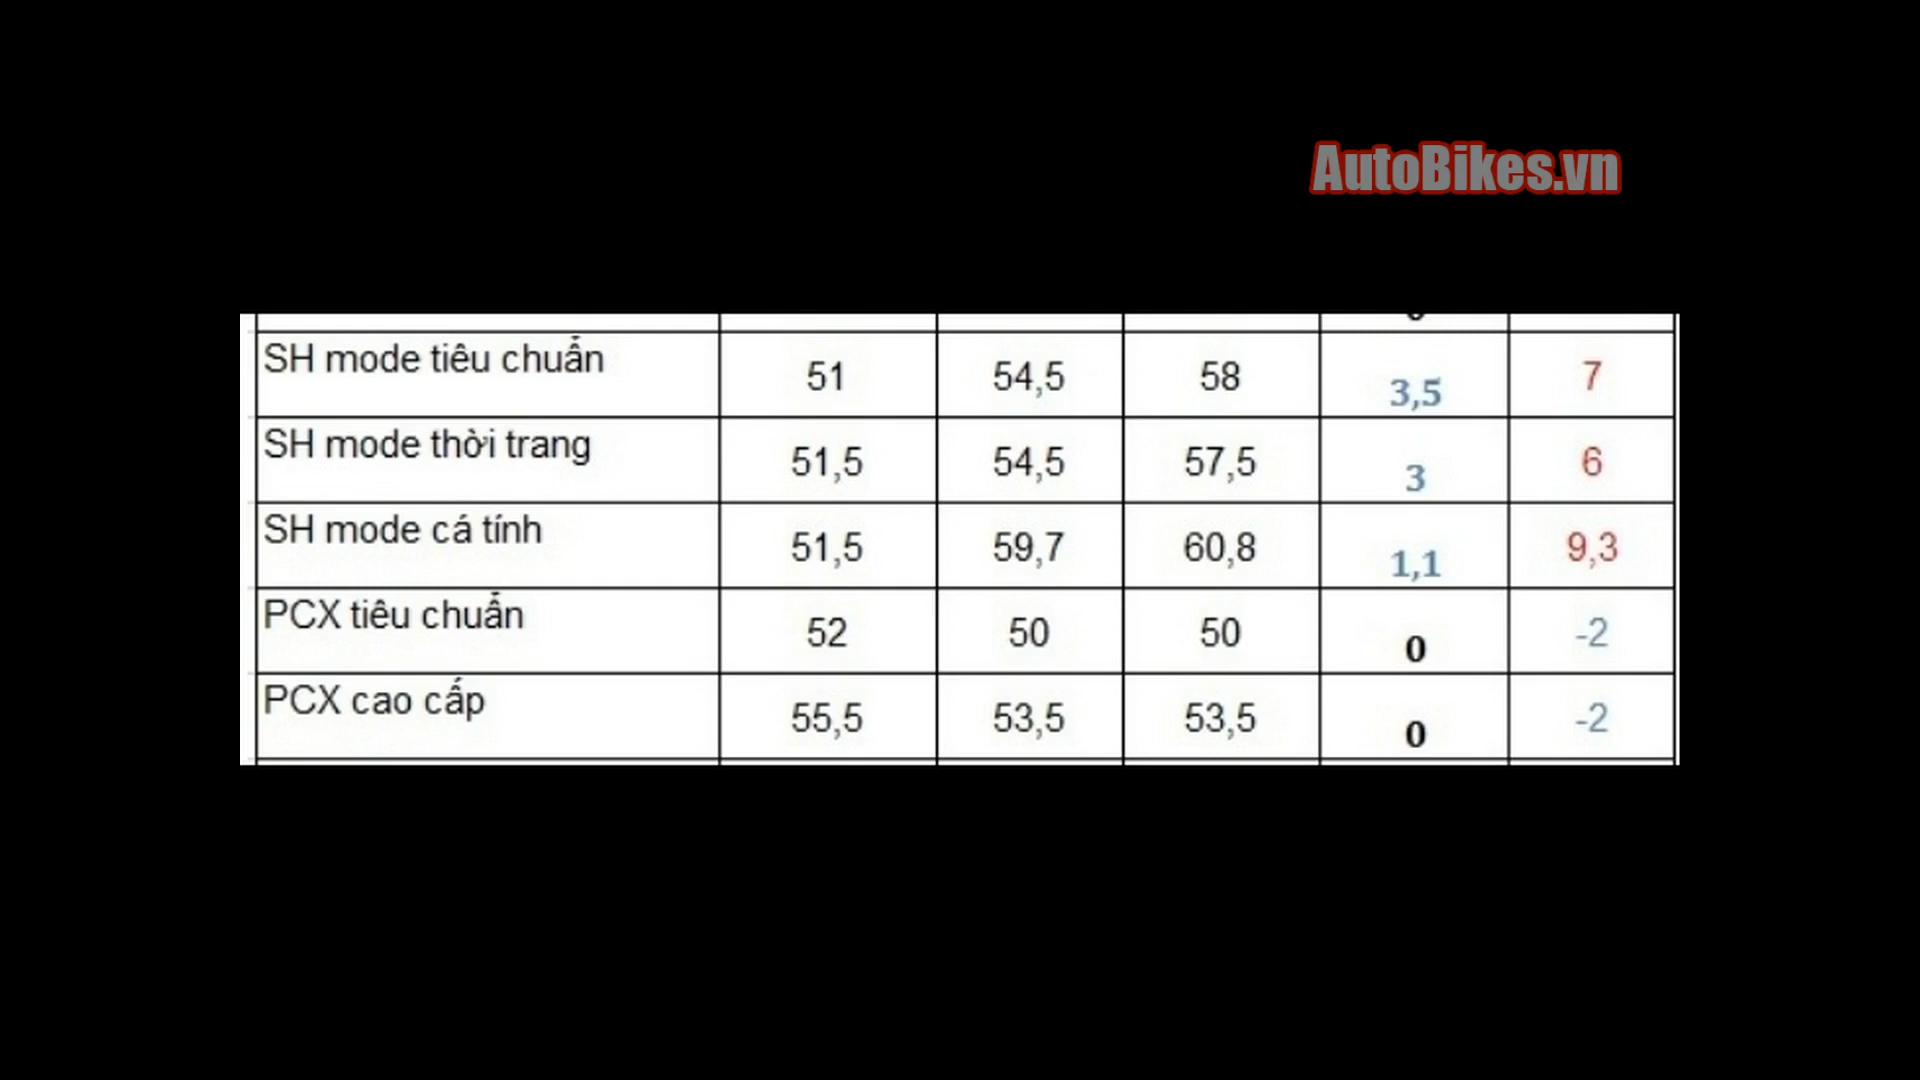 AutoBikes.vn
SH mode tiêu chuẩn 51 54,5 58 3,5 7
SH mode thời trang 51,5 54,5 57,5 3 6
SH mode cá tính 51,5 59,7 60,8 1,1 9,3
PCX tiêu chuẩn 52 50 50 0 -2
PCX cao cấp 55,5 53,5 53,5 0 -2